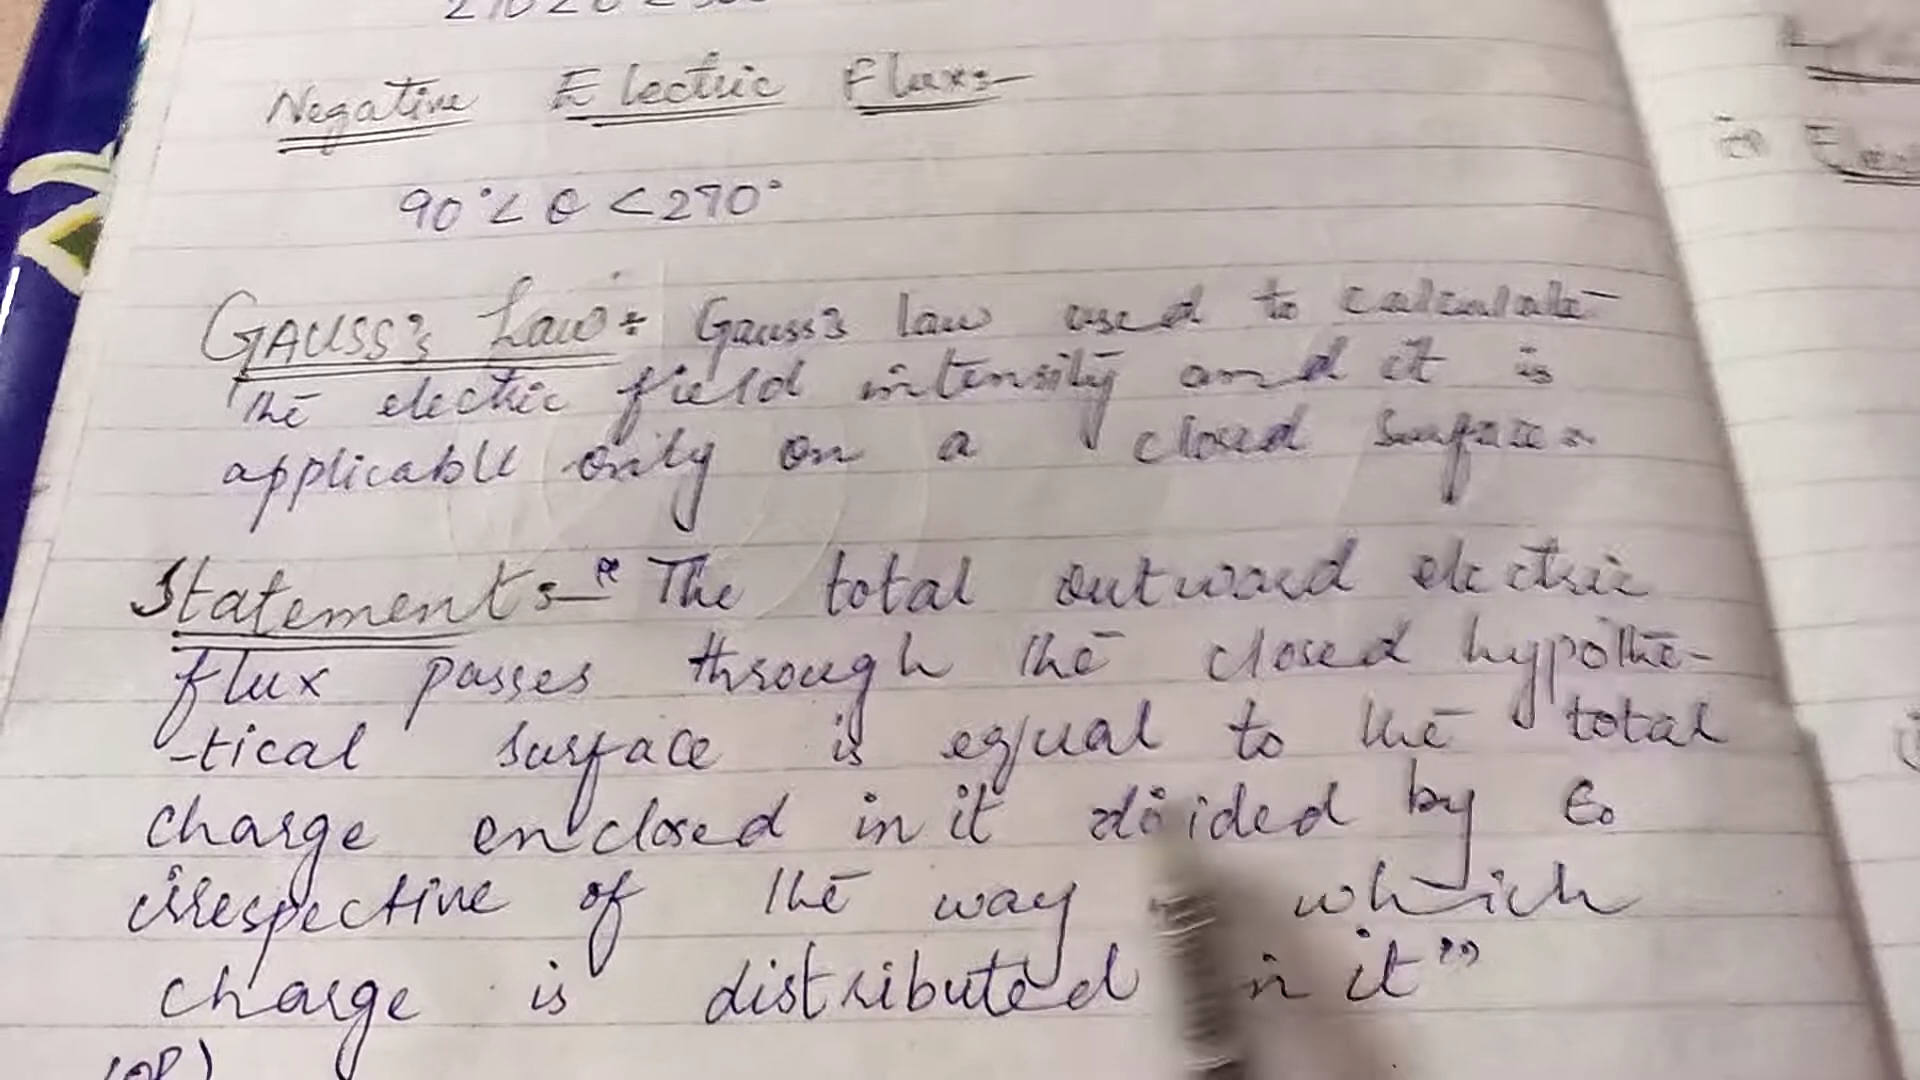 Negative Electric Flux:-
90° < θ < 270°
GAUSS's Law:- Gauss's law used to calculate
the electric field intensity and it is
applicable only on a closed surface.
Statement:- "The total outward electric
flux passes through the closed hypothe-
-tical surface is equal to the total
charge enclosed in it divided by ε₀
irrespective of the way which
charge is distributed in it"
(OR)